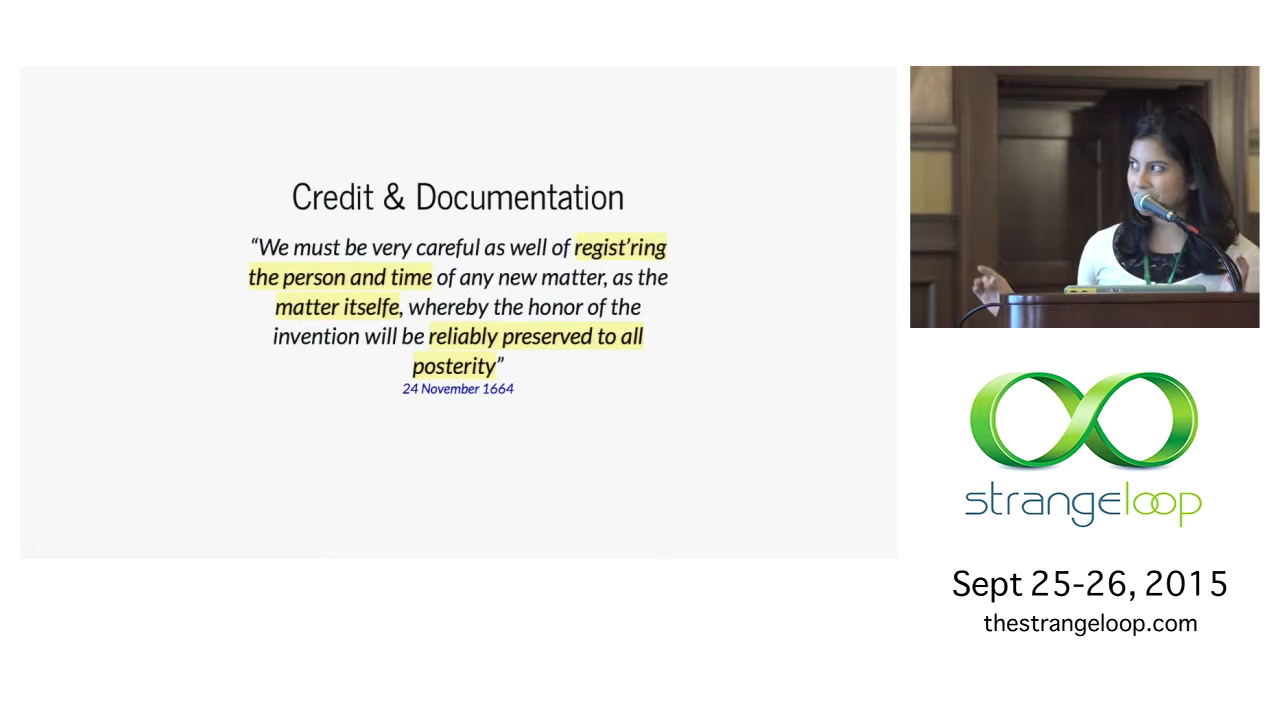 Credit & Documentation
“We must be very careful as well of regist’ring
the person and time of any new matter, as the
matter itselfe, whereby the honor of the
invention will be reliably preserved to all
posterity”
24 November 1664
strangeloop
Sept 25-26, 2015
thestrangeloop.com